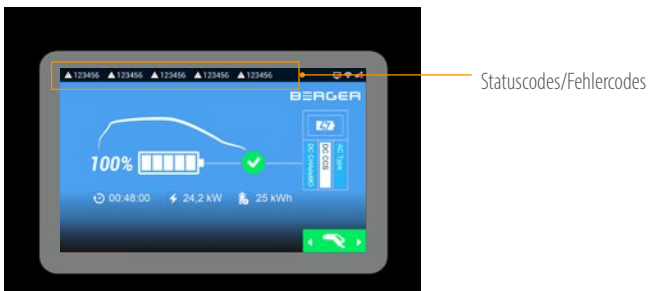 123456 123456 123456 123456 123456
Statuscodes/Fehlercodes
BERGER
DC CHAdeMO
DC CCS
AC Type
100%
00:48:00 24,2 kW 25 kWh